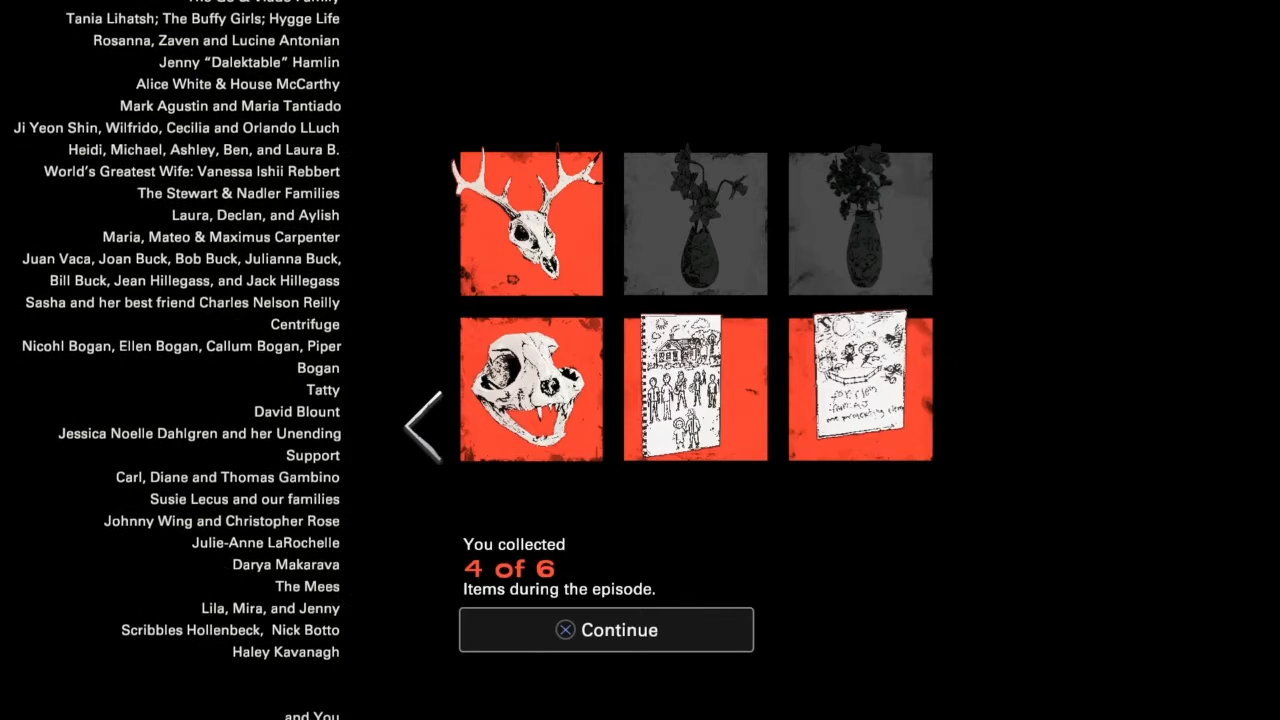 Tania Lihatsh; The Buffy Girls; Hygge Life
Rosanna, Zaven and Lucine Antonian
Jenny “Dalektable” Hamlin
Alice White & House McCarthy
Mark Agustin and Maria Tantiado
Ji Yeon Shin, Wilfrido, Cecilia and Orlando LLuch
Heidi, Michael, Ashley, Ben, and Laura B.
World’s Greatest Wife: Vanessa Ishii Rebbert
The Stewart & Nadler Families
Laura, Declan, and Aylish
Maria, Mateo & Maximus Carpenter
Juan Vaca, Joan Buck, Bob Buck, Julianna Buck,
Bill Buck, Jean Hillegass, and Jack Hillegass
Sasha and her best friend Charles Nelson Reilly
Centrifuge
Nicohl Bogan, Ellen Bogan, Callum Bogan, Piper
Bogan
Tatty
David Blount
Jessica Noelle Dahlgren and her Unending
Support
Carl, Diane and Thomas Gambino
Susie Lecus and our families
Johnny Wing and Christopher Rose
Julie-Anne LaRochelle
Darya Makarava
The Mees
Lila, Mira, and Jenny
Scribbles Hollenbeck, Nick Botto
Haley Kavanagh
and You
for: clem
from: AJ
You collected
4 of 6
Items during the episode.
Continue